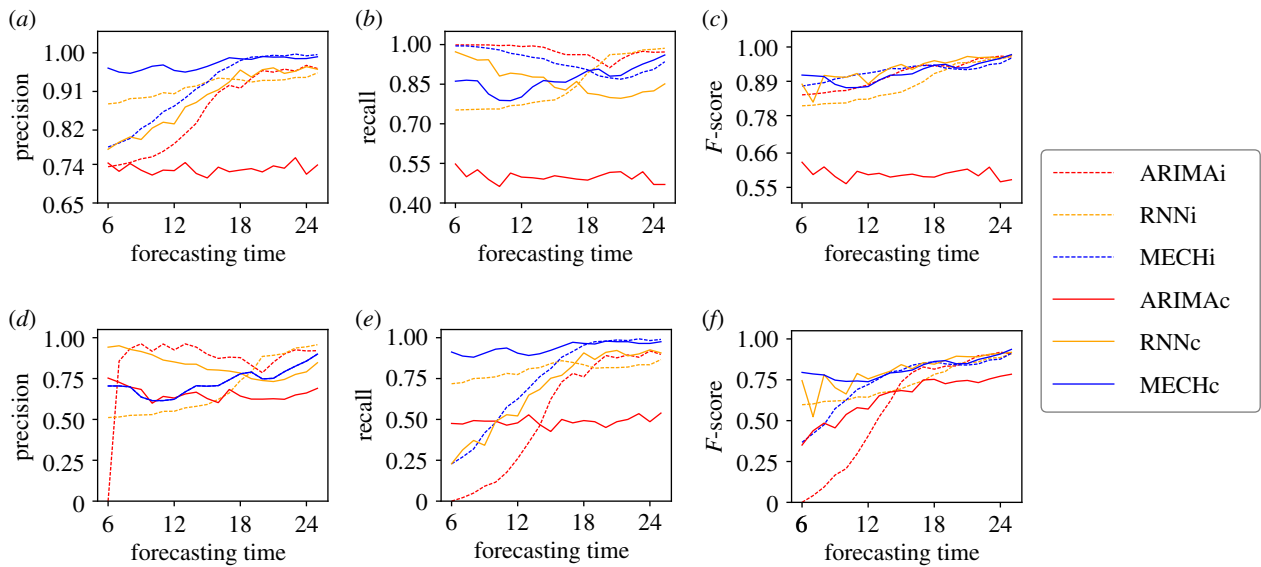 (a)
precision
1.00
0.91
0.82
0.74
0.65
6 12 18 24
forecasting time
(b)
recall
1.00
0.85
0.75
0.55
0.40
6 12 18 24
forecasting time
(c)
F-score
1.00
0.89
0.78
0.66
0.55
6 12 18 24
forecasting time
(d)
precision
1.00
0.75
0.50
0.25
0
6 12 18 24
forecasting time
(e)
recall
1.00
0.75
0.50
0.25
0
6 12 18 24
forecasting time
(f)
F-score
1.00
0.75
0.50
0.25
0
6 12 18 24
forecasting time
ARIMAi
RNNi
MECHi
ARIMAc
RNNc
MECHc